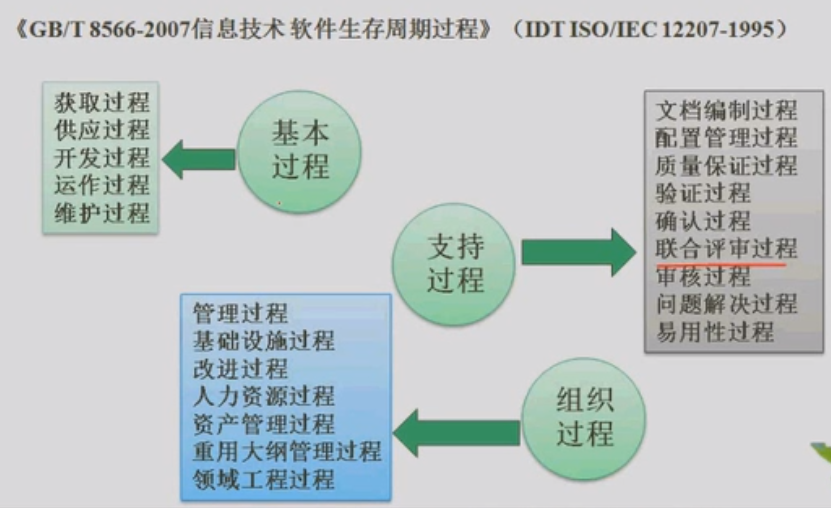 《GB/T 8566-2007信息技术 软件生存周期过程》（IDT ISO/IEC 12207-1995）
获取过程
供应过程
开发过程
运作过程
维护过程
基本
过程
支持
过程
文档编制过程
配置管理过程
质量保证过程
验证过程
确认过程
联合评审过程
审核过程
问题解决过程
易用性过程
管理过程
基础设施过程
改进过程
人力资源过程
资产管理过程
重用大纲管理过程
领域工程过程
组织
过程